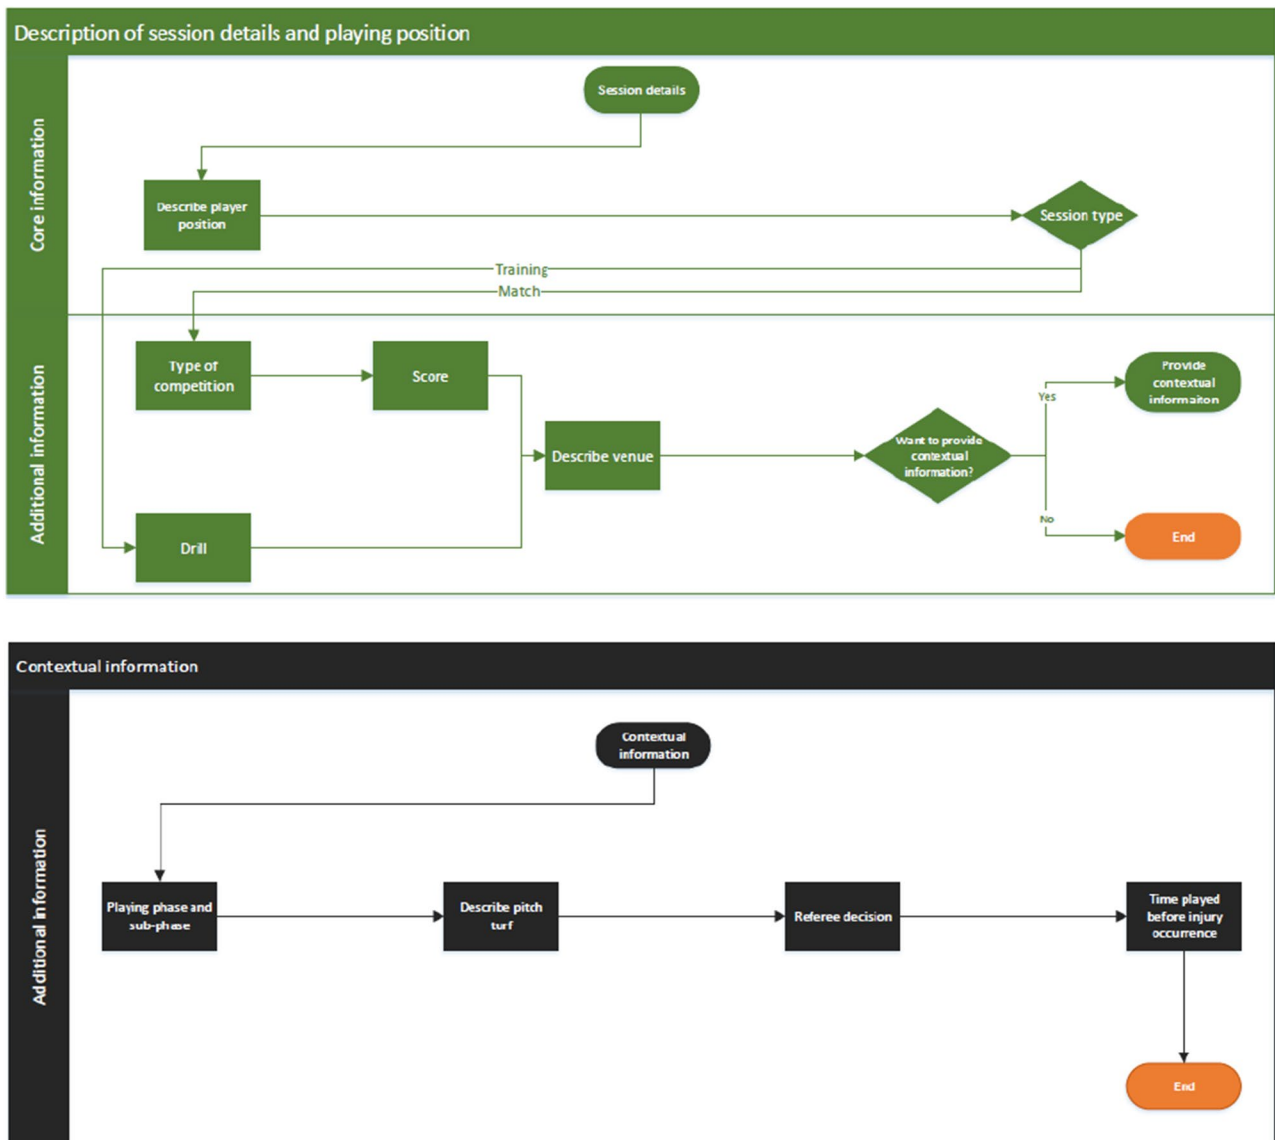 Description of session details and playing position
Core information
Session details
Describe player
position
Session type
Training
Match
Additional information
Type of
competition
Score
Describe venue
Want to provide
contextual
information?
Yes
Provide
contextual
informaiton
No
End
Drill
Contextual information
Additional information
Contextual
information
Playing phase and
sub-phase
Describe pitch
turf
Referee decision
Time played
before injury
occurrence
End